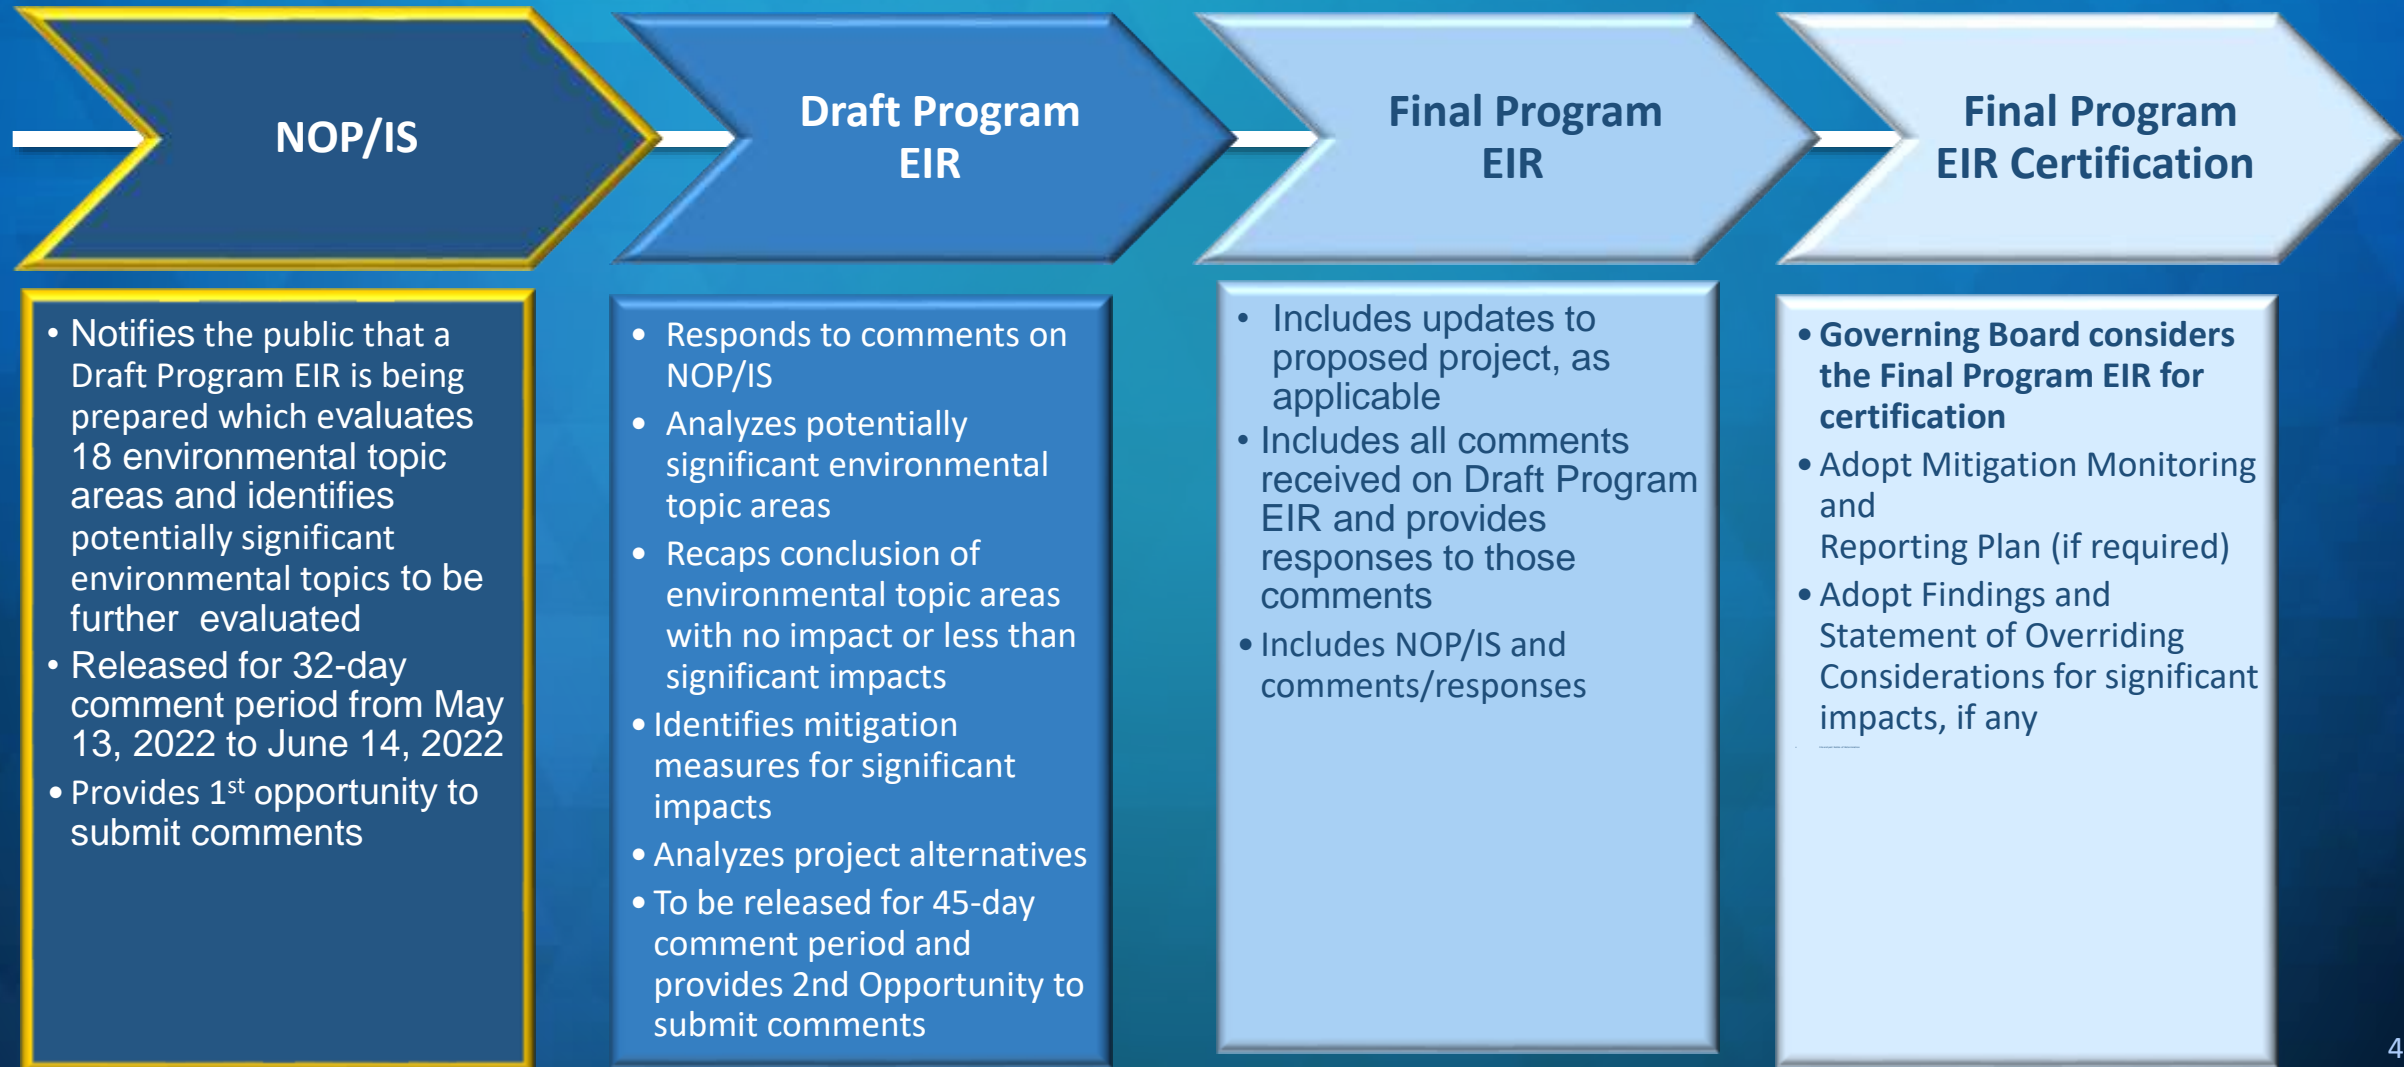 NOP/IS
• Notifies the public that a
Draft Program EIR is being
prepared which evaluates
18 environmental topic
areas and identifies
potentially significant
environmental topics to be
further  evaluated
• Released for 32-day
comment period from May
13, 2022 to June 14, 2022
• Provides 1st opportunity to
submit comments
Draft Program
EIR
• Responds to comments on
NOP/IS
• Analyzes potentially
significant environmental
topic areas
• Recaps conclusion of
environmental topic areas
with no impact or less than
significant impacts
• Identifies mitigation
measures for significant
impacts
• Analyzes project alternatives
• To be released for 45-day
comment period and
provides 2nd Opportunity to
submit comments
Final Program
EIR
• Includes updates to
proposed project, as
applicable
• Includes all comments
received on Draft Program
EIR and provides
responses to those
comments
• Includes NOP/IS and
comments/responses
Final Program
EIR Certification
• Governing Board considers
the Final Program EIR for
certification
• Adopt Mitigation Monitoring
and
Reporting Plan (if required)
• Adopt Findings and
Statement of Overriding
Considerations for significant
impacts, if any
4